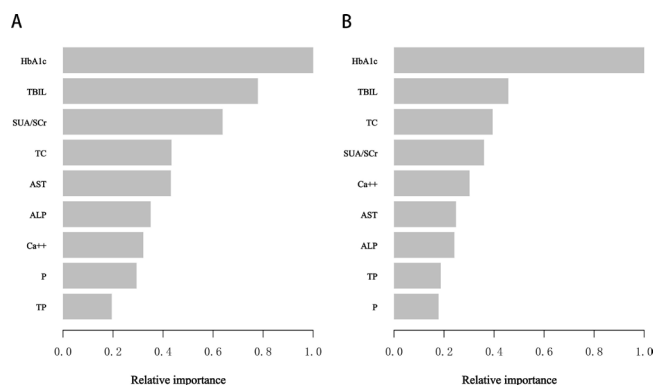 A
HbA1c
TBIL
SUA/SCr
TC
AST
ALP
Ca++
P
TP
0.0 0.2 0.4 0.6 0.8 1.0
Relative importance
B
HbA1c
TBIL
TC
SUA/SCr
Ca++
AST
ALP
TP
P
0.0 0.2 0.4 0.6 0.8 1.0
Relative importance